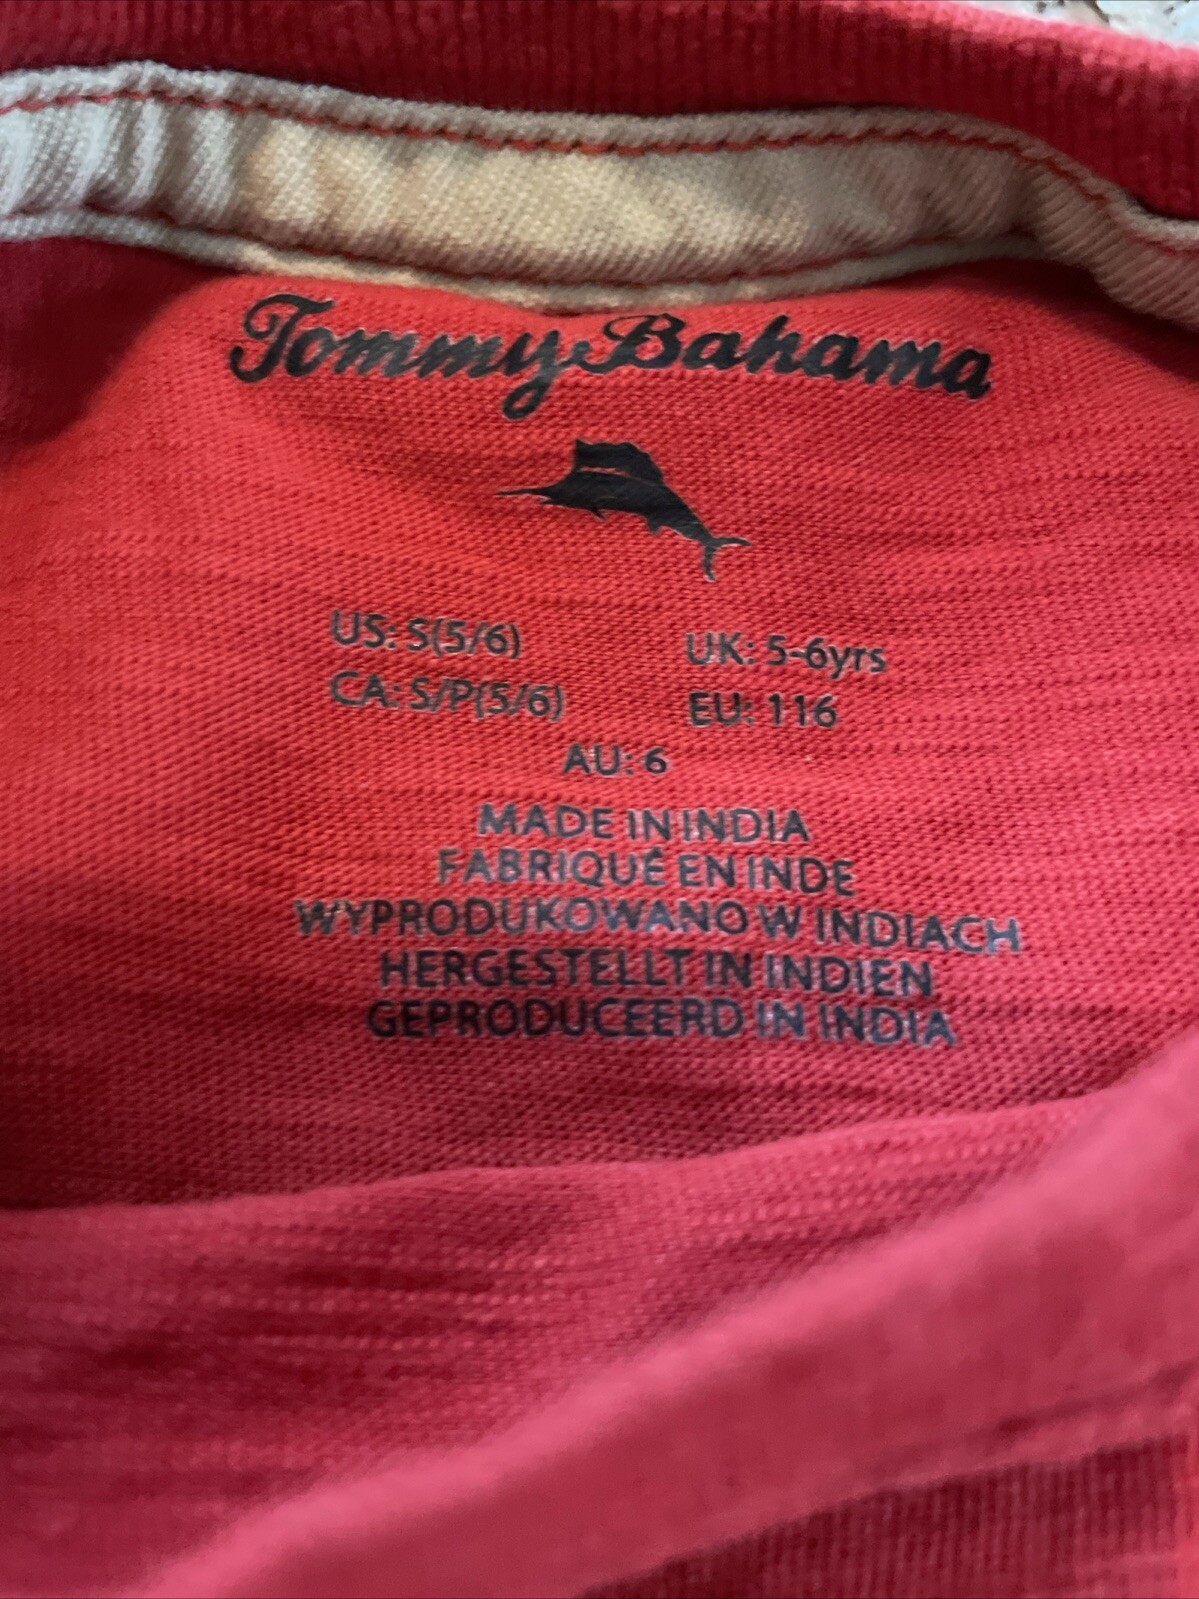 Tommy Bahama
US: S(5/6) UK: 5-6yrs
CA: S/P(5/6) EU: 116
AU: 6
MADE IN INDIA
FABRIQUÉ EN INDE
WYPRODUKOWANO W INDIACH
HERGESTELLT IN INDIEN
GEPRODUCEERD IN INDIA